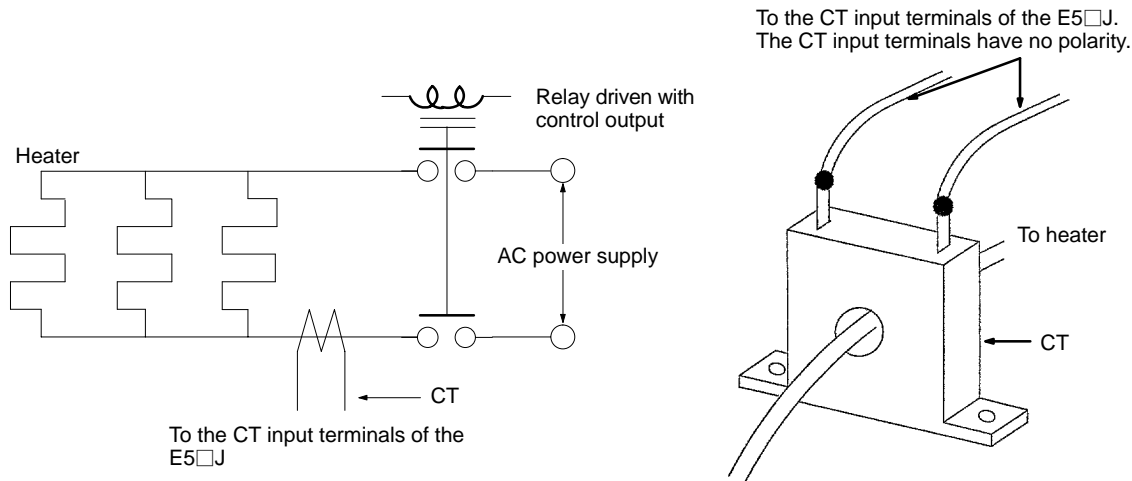 To the CT input terminals of the E5□J.
The CT input terminals have no polarity.
Relay driven with
control output
Heater
To heater
AC power supply
CT
CT
To the CT input terminals of the
E5□J